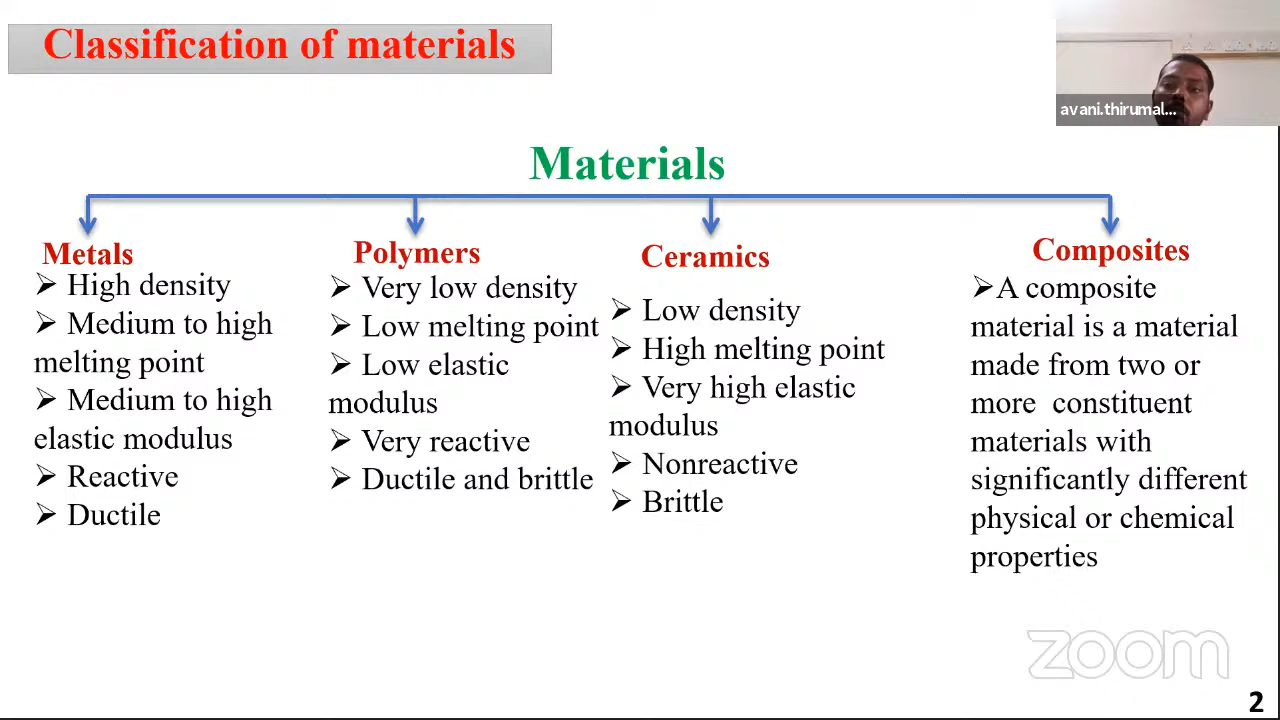 Classification of materials
avani.thirumal...
Materials
Metals
➢ High density
➢ Medium to high
melting point
➢ Medium to high
elastic modulus
➢ Reactive
➢ Ductile
Polymers
➢ Very low density
➢ Low melting point
➢ Low elastic
modulus
➢ Very reactive
➢ Ductile and brittle
Ceramics
➢ Low density
➢ High melting point
➢ Very high elastic
modulus
➢ Nonreactive
➢ Brittle
Composites
➢A composite
material is a material
made from two or
more constituent
materials with
significantly different
physical or chemical
properties
zoom
2